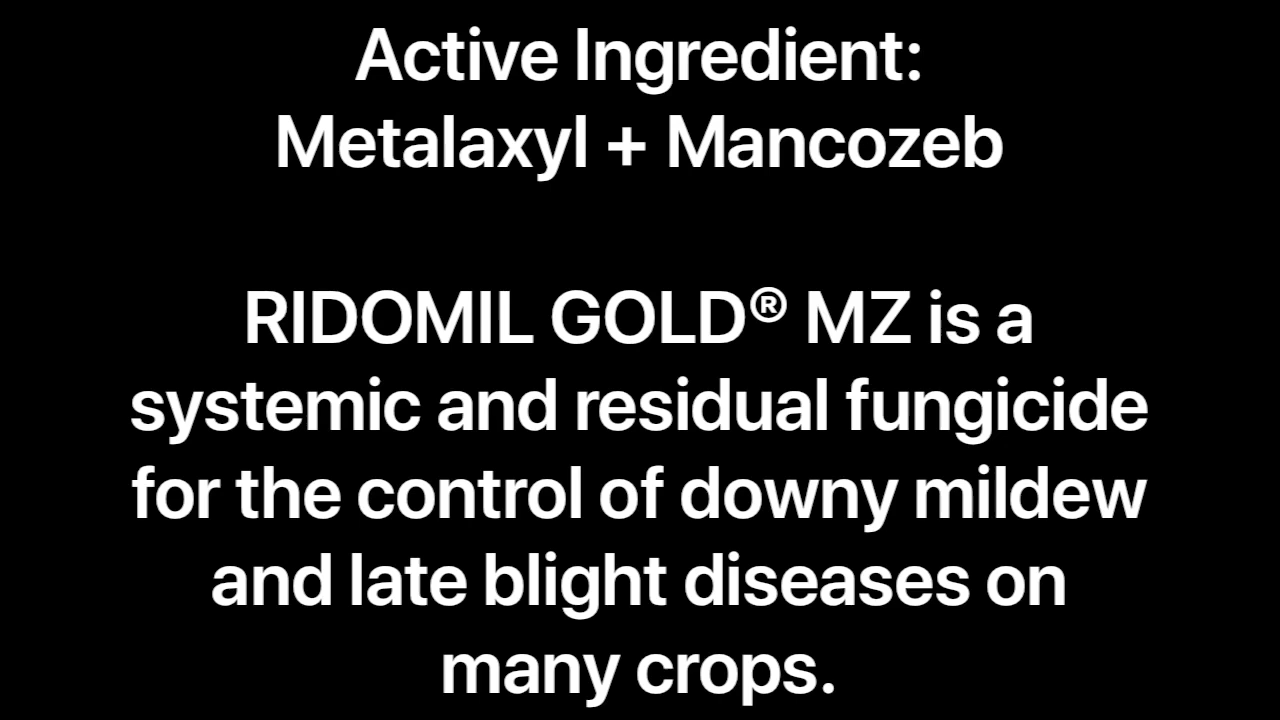 Active Ingredient:
Metalaxyl + Mancozeb
RIDOMIL GOLD® MZ is a
systemic and residual fungicide
for the control of downy mildew
and late blight diseases on
many crops.